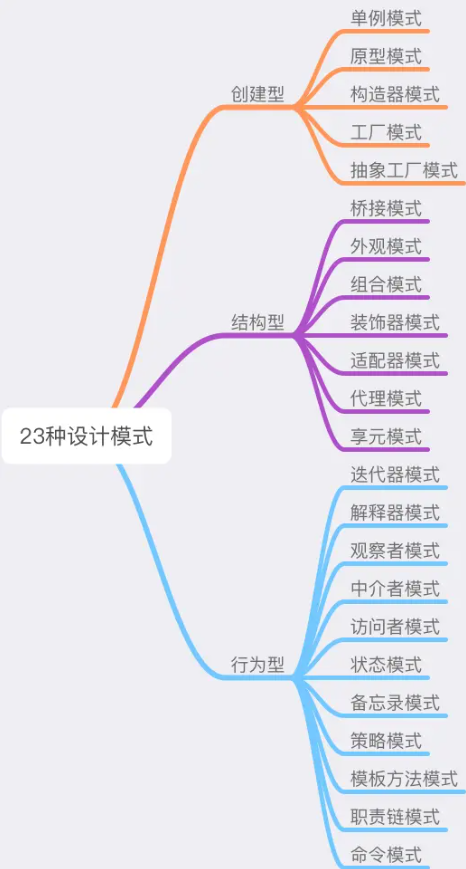 23种设计模式
创建型
单例模式
原型模式
构造器模式
工厂模式
抽象工厂模式
结构型
桥接模式
外观模式
组合模式
装饰器模式
适配器模式
代理模式
享元模式
行为型
迭代器模式
解释器模式
观察者模式
中介者模式
访问者模式
状态模式
备忘录模式
策略模式
模板方法模式
职责链模式
命令模式